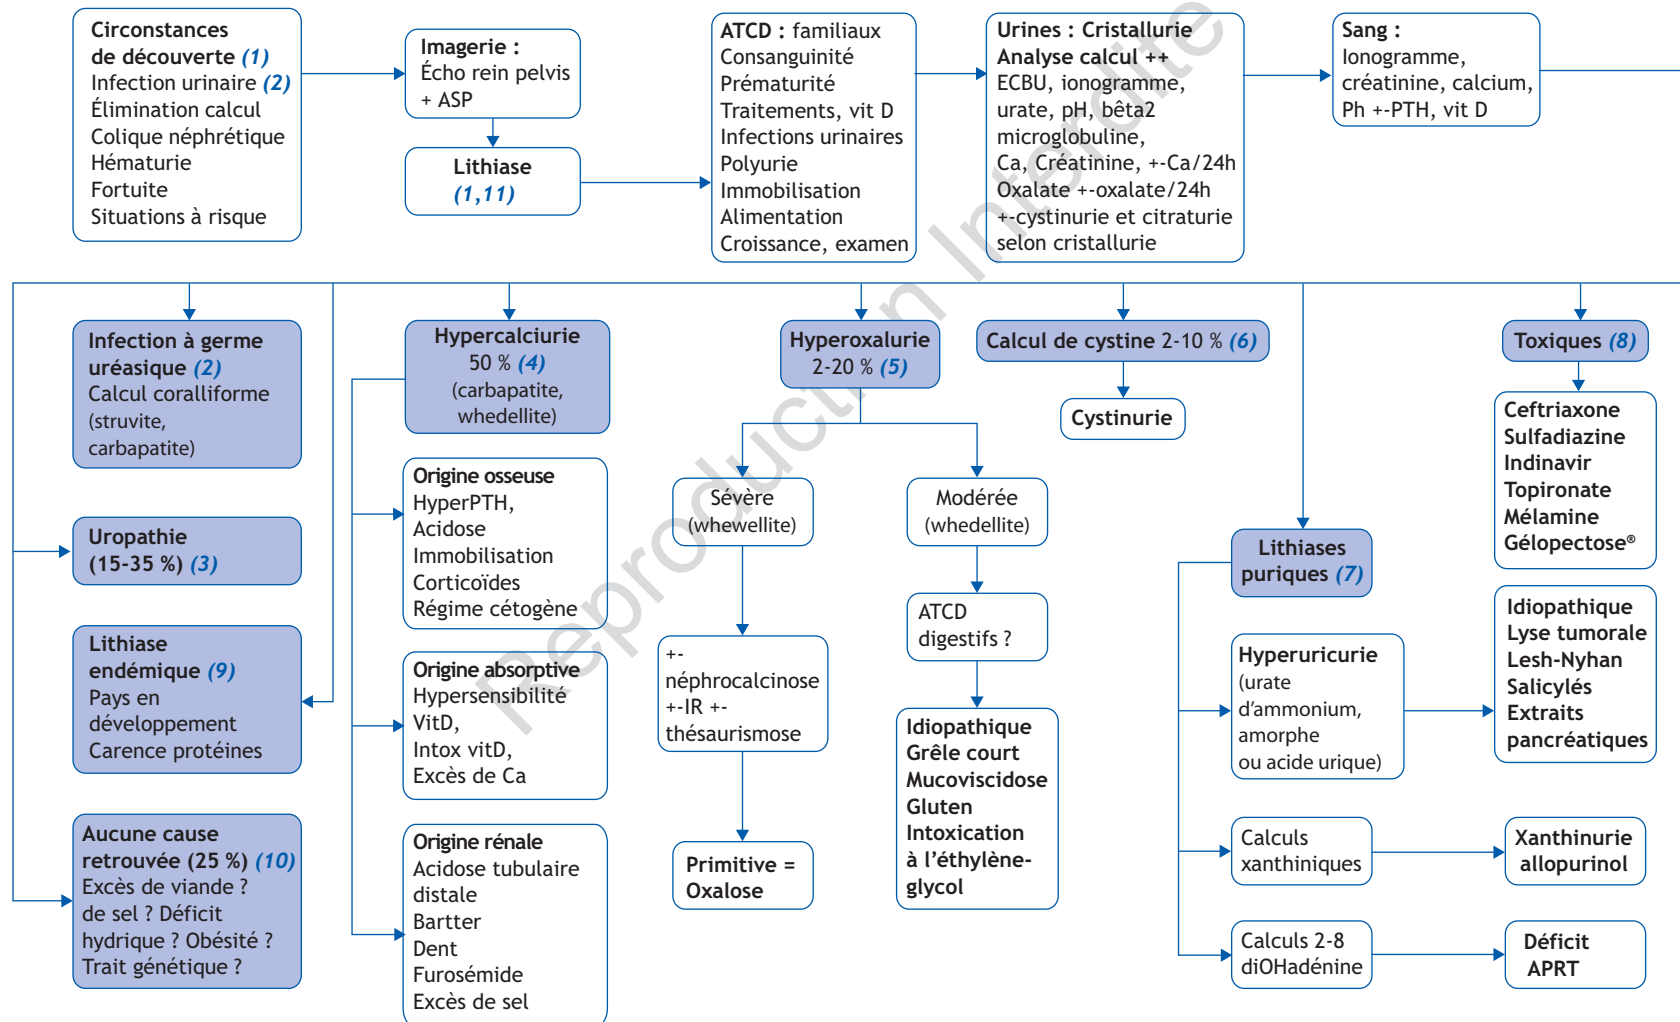 Circonstances
de découverte (1)
Infection urinaire (2)
Élimination calcul
Colique néphrétique
Hématurie
Fortuite
Situations à risque
Imagerie :
Écho rein pelvis
+ ASP
Lithiase
(1,11)
ATCD : familiaux
Consanguinité
Prématurité
Traitements, vit D
Infections urinaires
Polyurie
Immobilisation
Alimentation
Croissance, examen
Urines : Cristallurie
Analyse calcul ++
ECBU, ionogramme,
urate, pH, bêta2
microglobuline,
Ca, Créatinine, +-Ca/24h
Oxalate +-oxalate/24h
+-cystinurie et citraturie
selon cristallurie
Sang :
Ionogramme,
créatinine, calcium,
Ph +-PTH, vit D
Infection à germe
uréasique (2)
Calcul coralliforme
(struvite,
carbapatite)
Uropathie
(15-35 %) (3)
Lithiase
endémique (9)
Pays en
développement
Carence protéines
Aucune cause
retrouvée (25 %) (10)
Excès de viande ?
de sel ? Déficit
hydrique ? Obésité ?
Trait génétique ?
Hypercalciurie
50 % (4)
(carbapatite,
whedellite)
Origine osseuse
HyperPTH,
Acidose
Immobilisation
Corticoïdes
Régime cétogène
Origine absorptive
Hypersensibilité
VitD,
Intox vitD,
Excès de Ca
Origine rénale
Acidose tubulaire
distale
Bartter
Dent
Furosémide
Excès de sel
Hyperoxalurie
2-20 % (5)
Sévère
(whewellite)
+-
néphrocalcinose
+-IR +-
thésaurismose
Primitive =
Oxalose
Modérée
(whedellite)
ATCD
digestifs ?
Idiopathique
Grêle court
Mucoviscidose
Gluten
Intoxication
à l'éthylène-
glycol
Calcul de cystine 2-10 % (6)
Cystinurie
Lithiases
puriques (7)
Hyperuricurie
(urate
d'ammonium,
amorphe
ou acide urique)
Idiopathique
Lyse tumorale
Lesh-Nyhan
Salicylés
Extraits
pancréatiques
Calculs
xanthiniques
Xanthinurie
allopurinol
Calculs 2-8
diOHadénine
Déficit
APRT
Toxiques (8)
Ceftriaxone
Sulfadiazine
Indinavir
Topironate
Mélamine
Gélopectose®
Reproduction Interdite